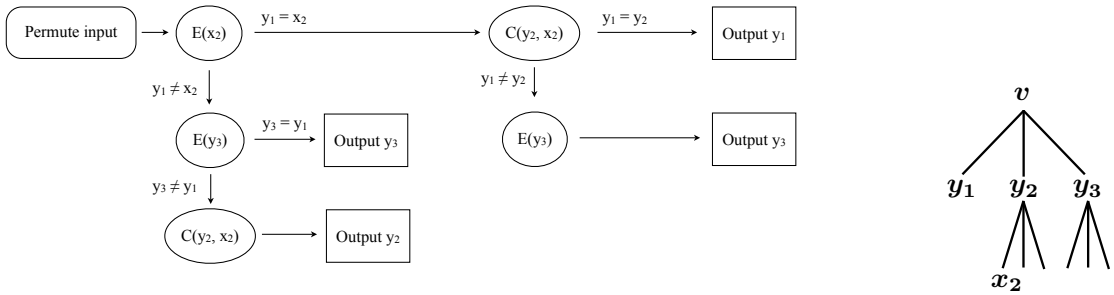 Permute input
E(x₂)
y₁ = x₂
C(y₂, x₂)
y₁ = y₂
Output y₁
y₁ ≠ x₂
y₁ ≠ y₂
E(y₃)
y₃ = y₁
Output y₃
E(y₃)
Output y₃
y₃ ≠ y₁
C(y₂, x₂)
Output y₂
v
y₁ y₂ y₃
x₂